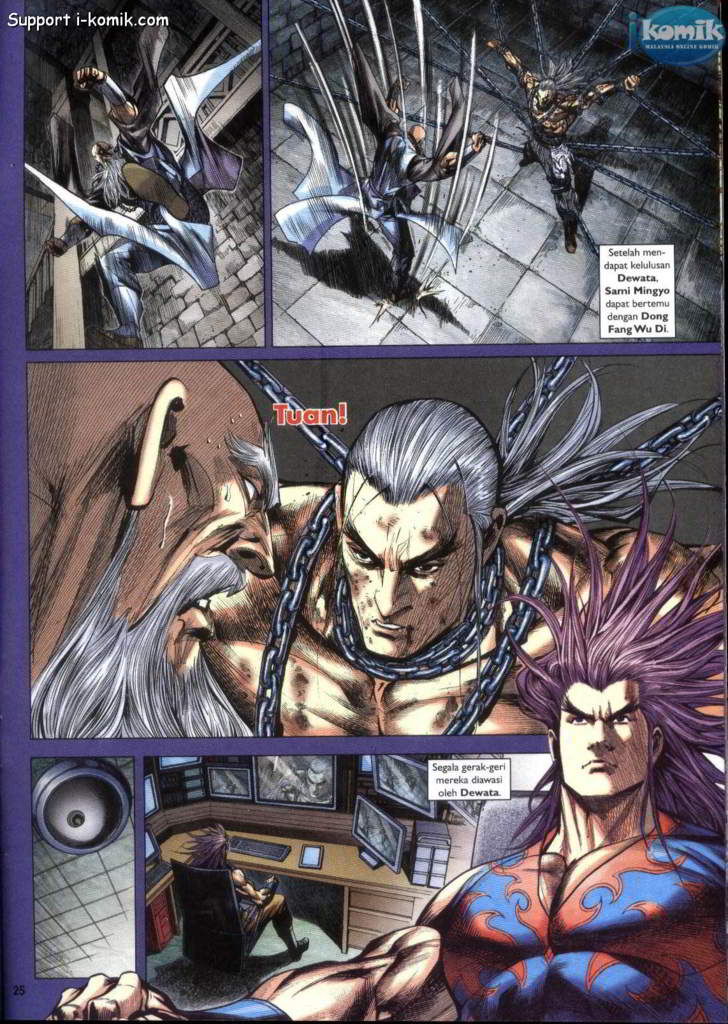 Support i-komik.com
i komik
MALAYSIA ONLINE KOMIK
Setelah men-
dapat kelulusan
Dewata,
Sami Mingyo
dapat bertemu
dengan Dong
Fang Wu Di.
Tuan!
Segala gerak-geri
mereka diawasi
oleh Dewata.
25